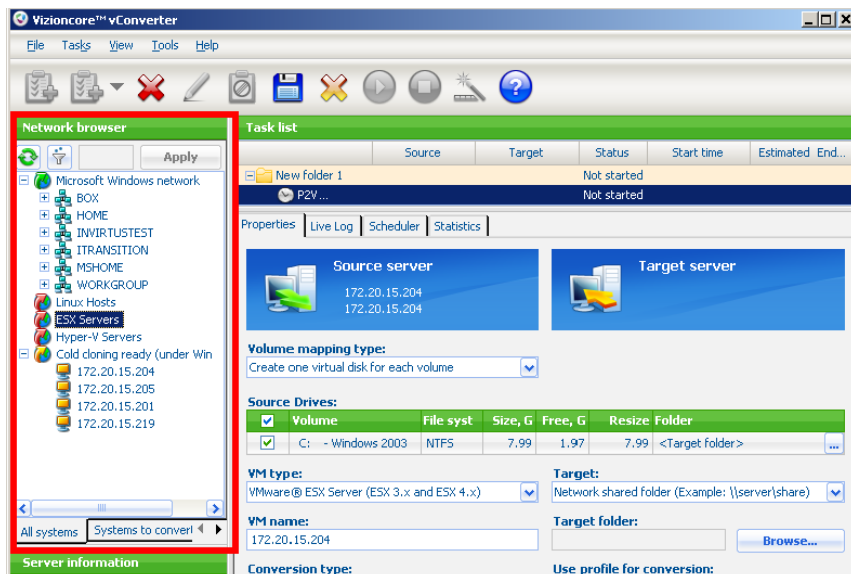 Vizioncore™ vConverter
File Tasks View Tools Help
Network browser
Apply
Microsoft Windows network
BOX
HOME
INVIRTUSTEST
ITRANSITION
MSHOME
WORKGROUP
Linux Hosts
ESX Servers
Hyper-V Servers
Cold cloning ready (under Win
172.20.15.204
172.20.15.205
172.20.15.201
172.20.15.219
All systems Systems to convert
Server information
Task list
Source Target Status Start time Estimated End...
New folder 1 Not started
P2V... Not started
Properties Live Log Scheduler Statistics
Source server
172.20.15.204
172.20.15.204
Target server
Volume mapping type:
Create one virtual disk for each volume
Source Drives:
Volume File syst Size, G Free, G Resize Folder
C: - Windows 2003 NTFS 7.99 1.97 7.99 <Target folder> ...
VM type: Target:
VMware® ESX Server (ESX 3.x and ESX 4.x) Network shared folder (Example: \\server\share)
VM name: Target folder:
172.20.15.204 Browse...
Conversion type: Use profile for conversion: